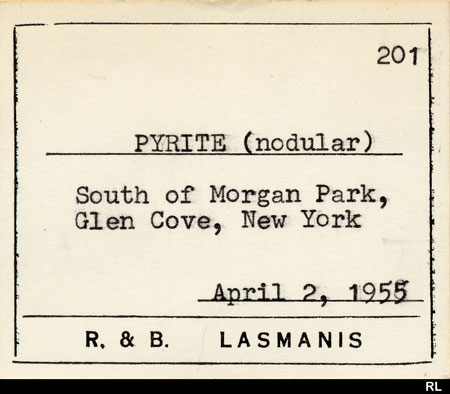 201
PYRITE (nodular)
South of Morgan Park,
Glen Cove, New York
April 2, 1955
R. & B. LASMANIS
RL